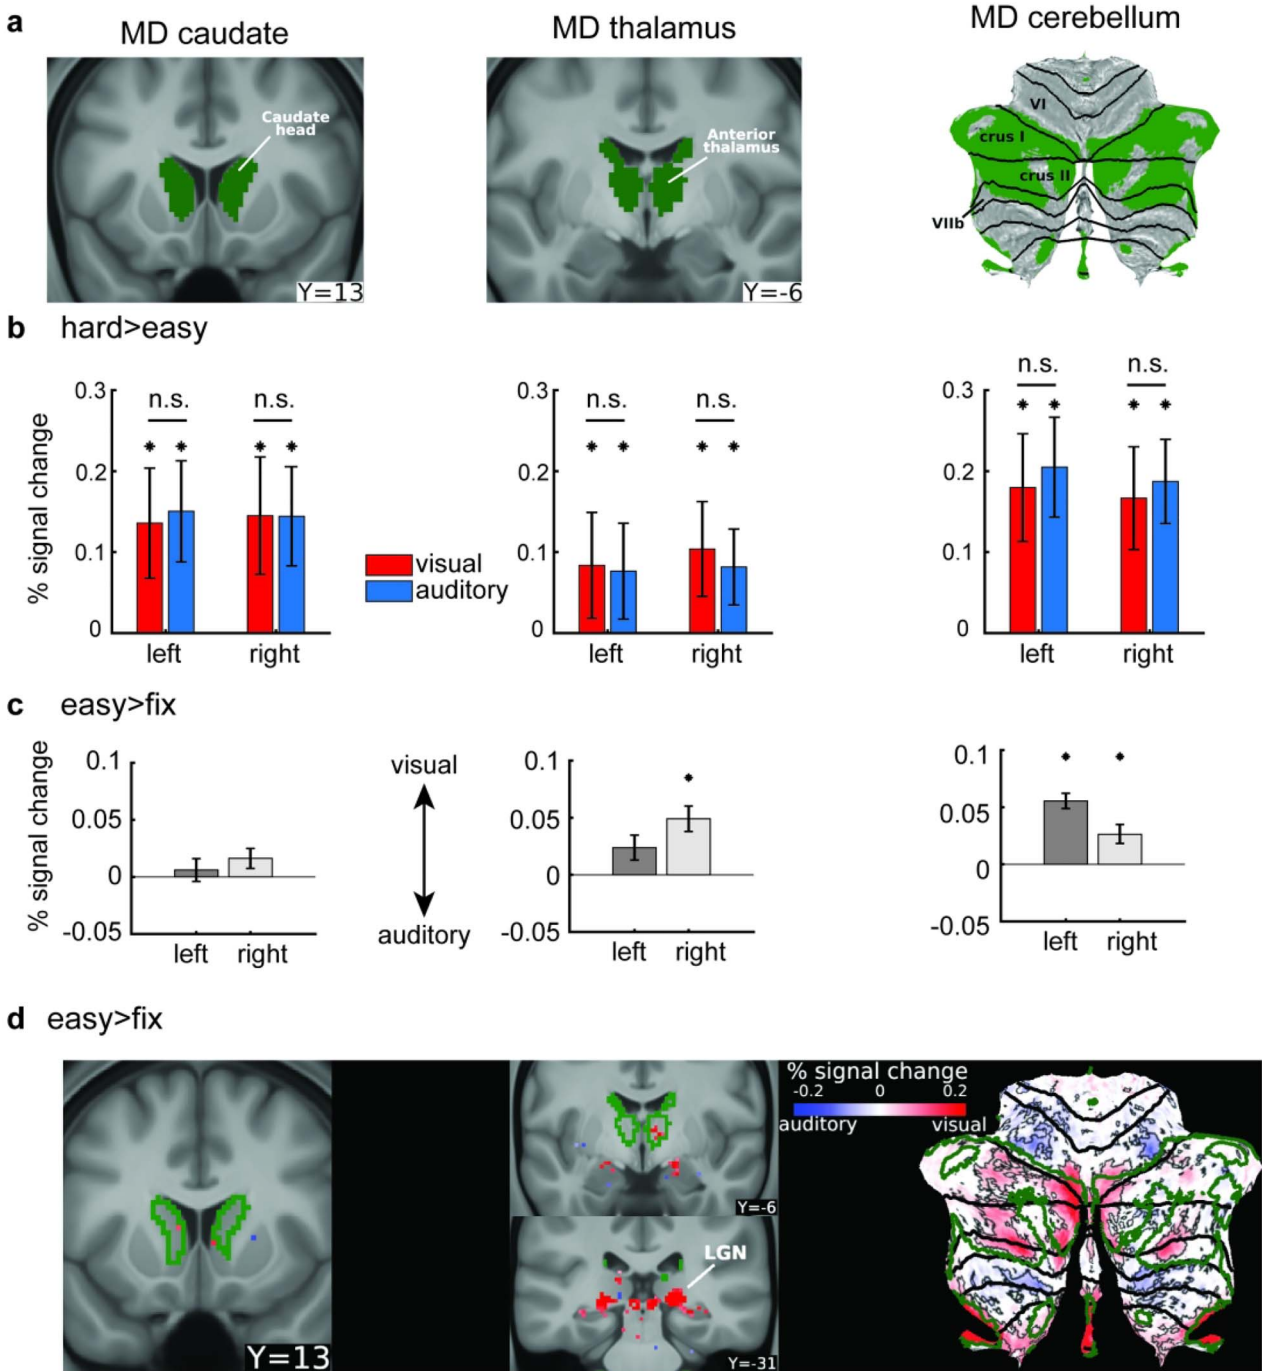 a
MD caudate
MD thalamus
MD cerebellum
Caudate
head
Y=13
Anterior
thalamus
Y=-6
VI
crus I
crus II
VIIb
b hard>easy
% signal change
0.3
0.2
0.1
0
n.s.
n.s.
* * * *
left right
visual
auditory
0.3
0.2
0.1
0
n.s.
n.s.
* * * *
left right
0.3
0.2
0.1
0
n.s.
n.s.
* * * *
left right
c easy>fix
% signal change
0.1
0.05
0
-0.05
left right
visual
auditory
0.1
0.05
0
-0.05
*
left right
0.1
0.05
0
-0.05
* *
left right
d easy>fix
Y=13
Y=-6
LGN
Y=-31
% signal change
-0.2 0 0.2
auditory visual